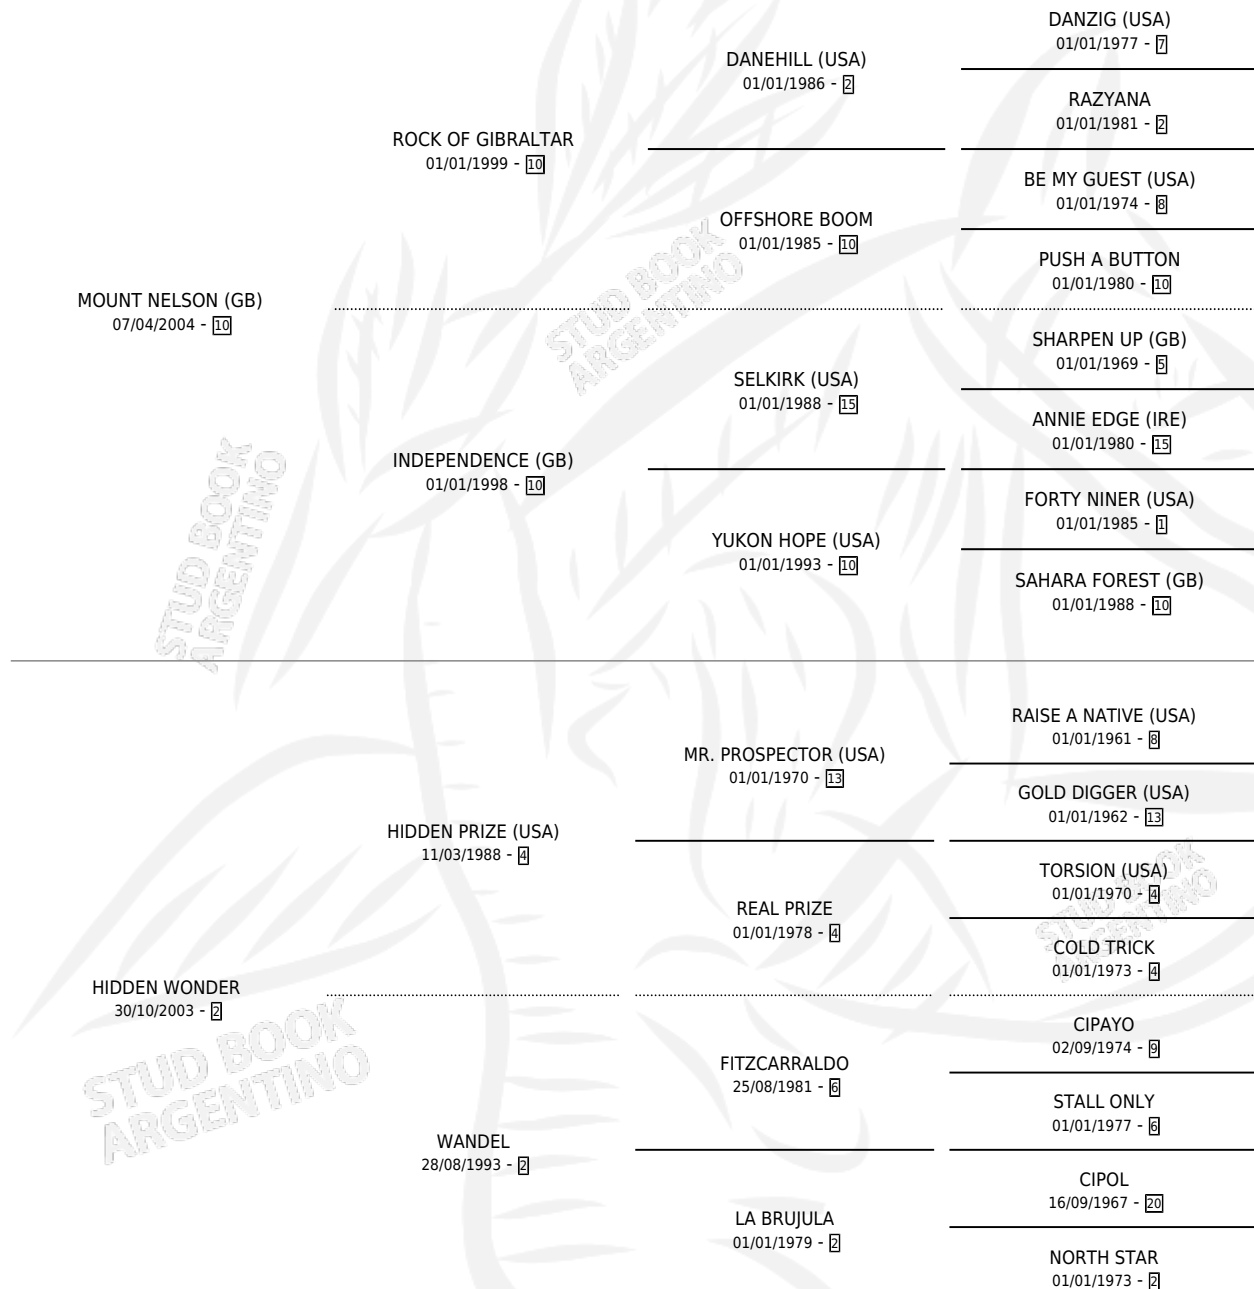 DANZIG (USA)
01/01/1977 - 7
DANEHILL (USA)
01/01/1986 - 2
RAZYANA
01/01/1981 - 2
ROCK OF GIBRALTAR
01/01/1999 - 10
BE MY GUEST (USA)
01/01/1974 - 8
OFFSHORE BOOM
01/01/1985 - 10
PUSH A BUTTON
01/01/1980 - 10
MOUNT NELSON (GB)
07/04/2004 - 10
SHARPEN UP (GB)
01/01/1969 - 5
SELKIRK (USA)
01/01/1988 - 15
ANNIE EDGE (IRE)
01/01/1980 - 15
INDEPENDENCE (GB)
01/01/1998 - 10
FORTY NINER (USA)
01/01/1985 - 1
YUKON HOPE (USA)
01/01/1993 - 10
SAHARA FOREST (GB)
01/01/1988 - 10
RAISE A NATIVE (USA)
01/01/1961 - 8
MR. PROSPECTOR (USA)
01/01/1970 - 13
GOLD DIGGER (USA)
01/01/1962 - 13
HIDDEN PRIZE (USA)
11/03/1988 - 4
TORSION (USA)
01/01/1970 - 4
REAL PRIZE
01/01/1978 - 4
COLD TRICK
01/01/1973 - 4
HIDDEN WONDER
30/10/2003 - 2
CIPAYO
02/09/1974 - 9
FITZCARRALDO
25/08/1981 - 6
STALL ONLY
01/01/1977 - 6
WANDEL
28/08/1993 - 2
CIPOL
16/09/1967 - 20
LA BRUJULA
01/01/1979 - 2
NORTH STAR
01/01/1973 - 2
STUD BOOK
ARGENTINO
STUD BOOK
ARGENTINO
STUD BOOK
ARGENTINO
STUD BOOK
ARGENTINO